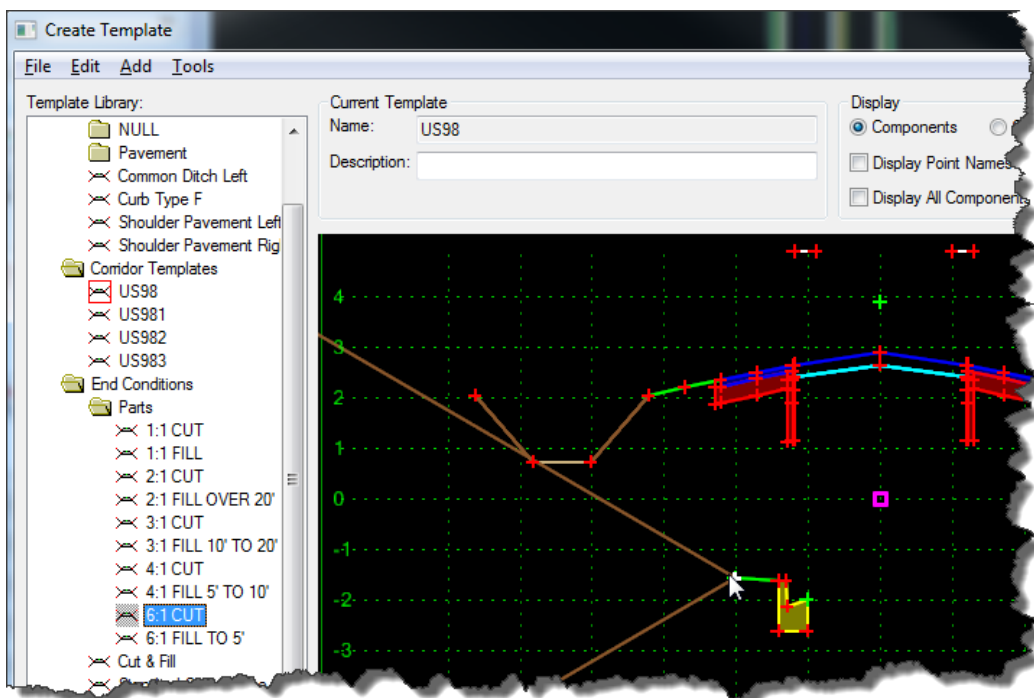 Create Template
File Edit Add Tools
Template Library:
NULL
Pavement
Common Ditch Left
Curb Type F
Shoulder Pavement Left
Shoulder Pavement Rig
Corridor Templates
US98
US981
US982
US983
End Conditions
Parts
1:1 CUT
1:1 FILL
2:1 CUT
2:1 FILL OVER 20'
3:1 CUT
3:1 FILL 10' TO 20'
4:1 CUT
4:1 FILL 5' TO 10'
6:1 CUT
6:1 FILL TO 5'
Cut & Fill
Current Template
Name: US98
Description:
Display
Components
Display Point Names
Display All Components
4
3
2
1
0
-1
-2
-3